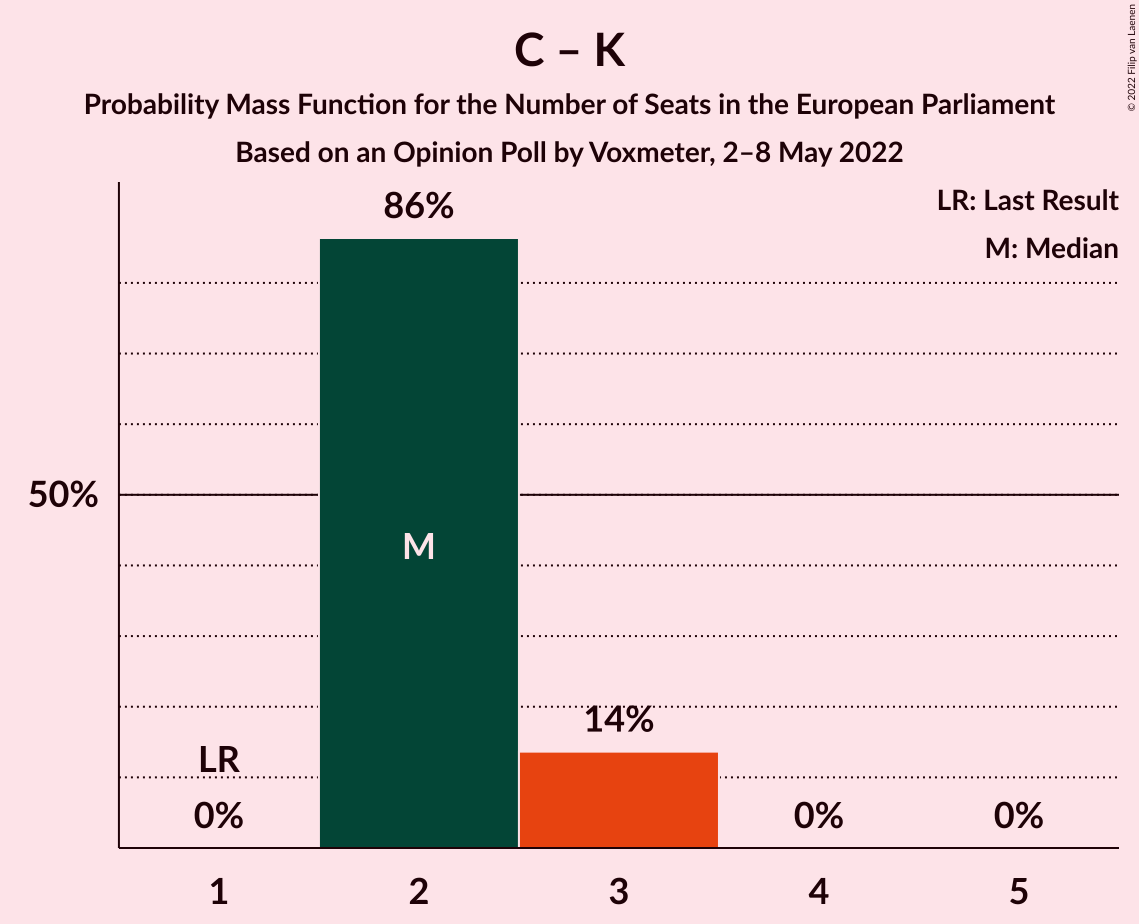 C – K
Probability Mass Function for the Number of Seats in the European Parliament
Based on an Opinion Poll by Voxmeter, 2–8 May 2022
© 2022 Filip van Laenen
LR: Last Result
M: Median
86%
50%
M
14%
LR
0%
0%
0%
1
2
3
4
5